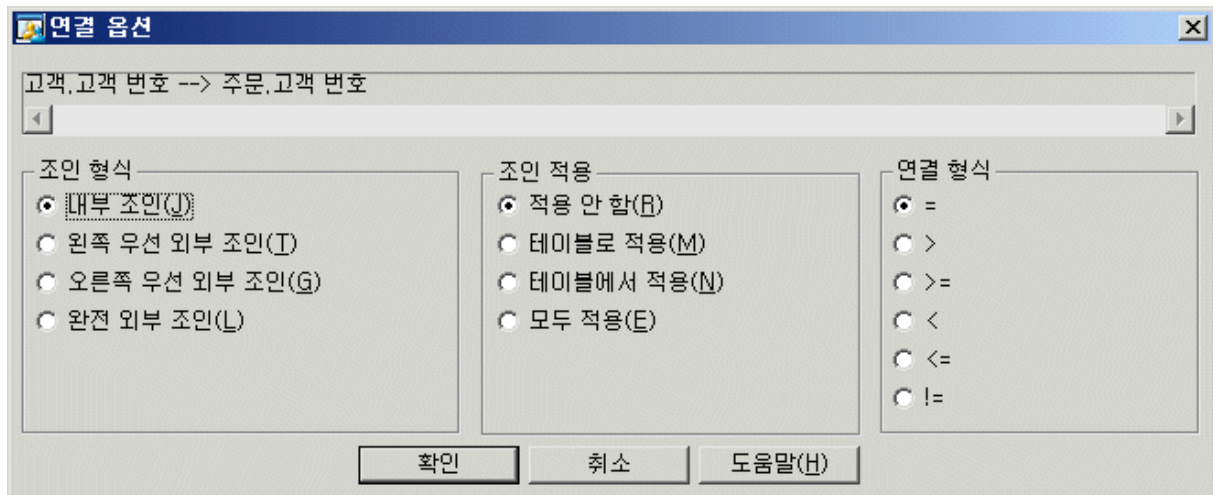 연결 옵션
고객.고객 번호 --> 주문.고객 번호
조인 형식
내부 조인(J)
왼쪽 우선 외부 조인(T)
오른쪽 우선 외부 조인(G)
완전 외부 조인(L)
조인 적용
적용 안 함(R)
테이블로 적용(M)
테이블에서 적용(N)
모두 적용(E)
연결 형식
=
>
>=
<
<=
!=
확인
취소
도움말(H)